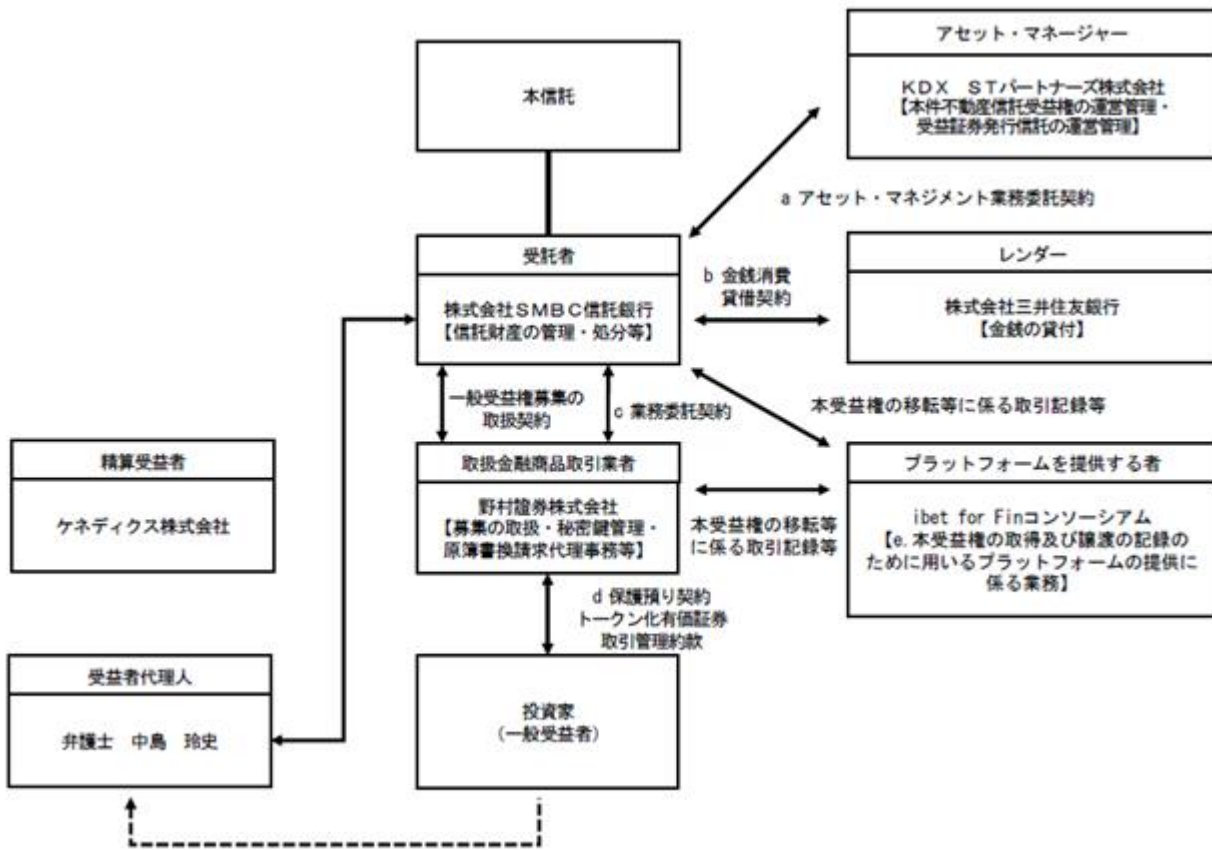 本信託
アセット・マネージャー
KDX STパートナーズ株式会社
【本件不動産信託受益権の運営管理・
受益証券発行信託の運営管理】
a アセット・マネジメント業務委託契約
受託者
株式会社SMBC信託銀行
【信託財産の管理・処分等】
b 金銭消費
貸借契約
レンダー
株式会社三井住友銀行
【金銭の貸付】
一般受益権募集の
取扱契約
c 業務委託契約
本受益権の移転等に係る取引記録等
精算受益者
ケネディクス株式会社
取扱金融商品取引業者
野村證券株式会社
【募集の取扱・秘密鍵管理・
原簿書換請求代理事務等】
本受益権の移転等
に係る取引記録等
プラットフォームを提供する者
ibet for Finコンソーシアム
【e.本受益権の取得及び譲渡の記録の
ために用いるプラットフォームの提供に
係る業務】
d 保護預り契約
トークン化有価証券
取引管理約款
受益者代理人
弁護士 中島 玲史
投資家
(一般受益者)